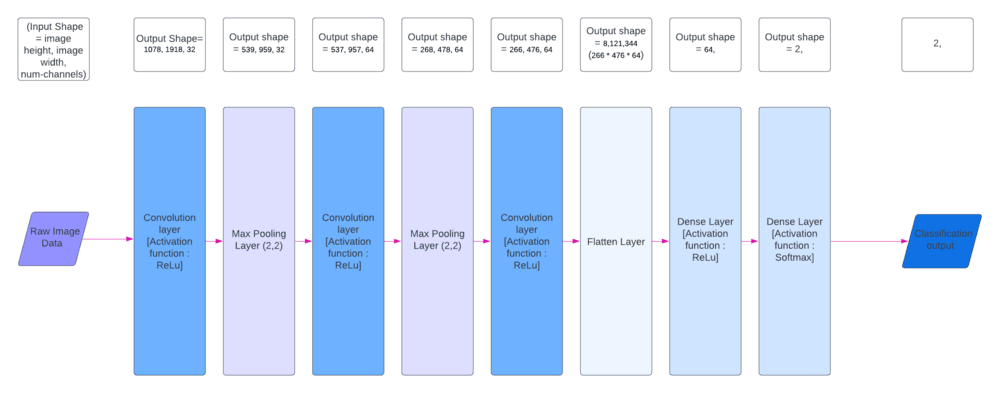 (Input Shape
= image
height, image
width,
num-channels)
Output Shape=
1078, 1918, 32
Output shape
= 539, 959, 32
Output shape
= 537, 957, 64
Output shape
= 268, 478, 64
Output shape
= 266, 476, 64
Output shape
= 8,121,344
(266 * 476 * 64)
Output shape
= 64,
Output shape
= 2,
2,
Raw Image
Data
Convolution
layer
[Activation
function :
ReLu]
Max Pooling
Layer (2,2)
Convolution
layer
[Activation
function :
ReLu]
Max Pooling
Layer (2,2)
Convolution
layer
[Activation
function :
ReLu]
Flatten Layer
Dense Layer
[Activation
function :
ReLu]
Dense Layer
[Activation
function :
Softmax]
Classification
output